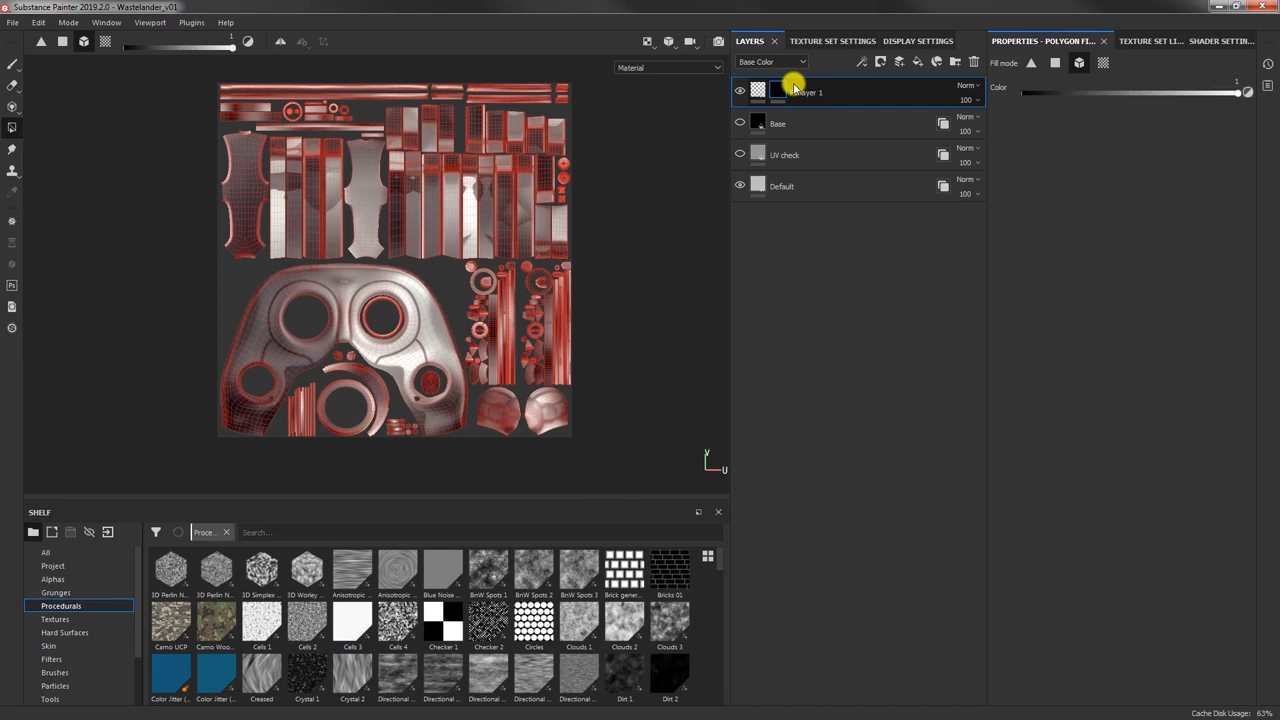 Substance Painter 2019.2.0 - Wastelander_v01
File Edit Mode Window Viewport Plugins Help
1
Material
V
U
LAYERS TEXTURE SET SETTINGS DISPLAY SETTINGS
Base Color
Norm
100
Base
Norm
100
UV check
Norm
100
Default
Norm
100
PROPERTIES - POLYGON FI... TEXTURE SET LI... SHADER SETTIN...
Fill mode
Color
1
SHELF
Proce... Search...
All
Project
Alphas
Grunges
Procedurals
Textures
Hard Surfaces
Skin
Filters
Brushes
Particles
Tools
3D Perlin N... 3D Perlin N... 3D Simplex ... 3D Worley ... Anisotropic ... Anisotropic ... Blue Noise ... BnW Spots 1 BnW Spots 2 BnW Spots 3 Brick gener... Bricks 01
Camo UCP Camo Woo... Cells 1 Cells 2 Cells 3 Cells 4 Checker 1 Checker 2 Circles Clouds 1 Clouds 2 Clouds 3
Color Jitter (... Color Jitter (... Creased Crystal 1 Crystal 2 Directional ... Directional ... Directional ... Directional ... Directional ... Dirt 1 Dirt 2
Ps
Cache Disk Usage: 63%